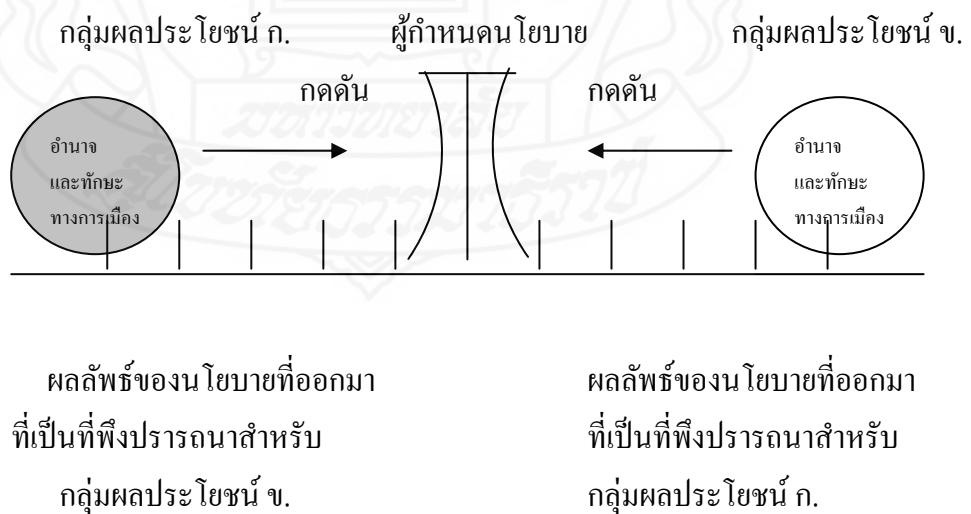 กลุ่มผลประโยชน์ ก. ผู้กำหนดนโยบาย กลุ่มผลประโยชน์ ข.
กดดัน กดดัน
อำนาจ
และทักษะ
ทางการเมือง
อำนาจ
และทักษะ
ทางการเมือง
ผลลัพธ์ของนโยบายที่ออกมา
ที่เป็นที่พึงปรารถนาสำหรับ
กลุ่มผลประโยชน์ ข.
ผลลัพธ์ของนโยบายที่ออกมา
ที่เป็นที่พึงปรารถนาสำหรับ
กลุ่มผลประโยชน์ ก.